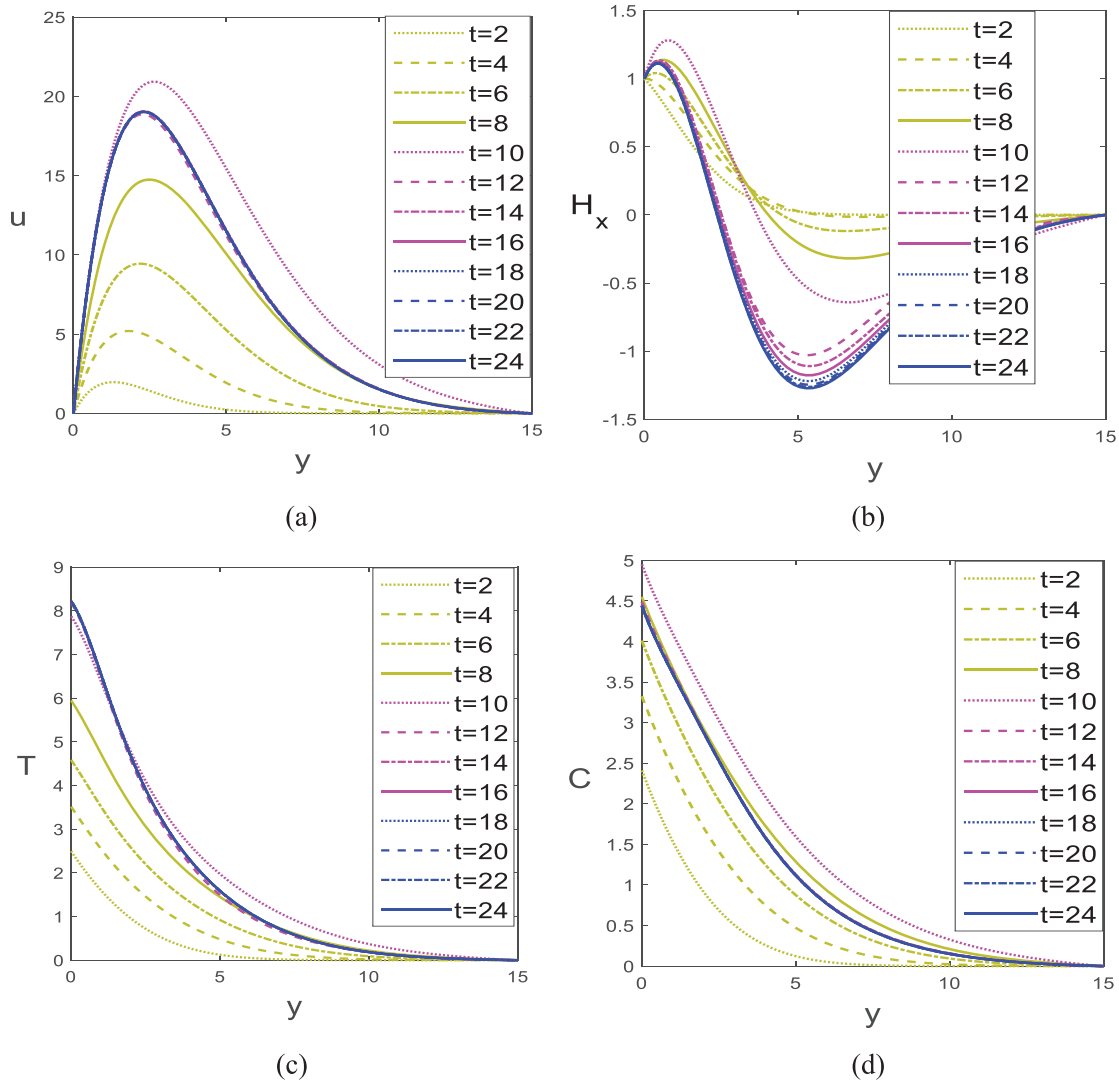 25
20
15
10
5
0
0
5
10
15
u
y
t=2
t=4
t=6
t=8
t=10
t=12
t=14
t=16
t=18
t=20
t=22
t=24
(a)
1.5
1
0.5
0
-0.5
-1
-1.5
0
5
10
15
Hx
y
t=2
t=4
t=6
t=8
t=10
t=12
t=14
t=16
t=18
t=20
t=22
t=24
(b)
9
8
7
6
5
4
3
2
1
0
0
5
10
15
T
y
t=2
t=4
t=6
t=8
t=10
t=12
t=14
t=16
t=18
t=20
t=22
t=24
(c)
5
4.5
4
3.5
3
2.5
2
1.5
1
0.5
0
0
5
10
15
C
y
t=2
t=4
t=6
t=8
t=10
t=12
t=14
t=16
t=18
t=20
t=22
t=24
(d)